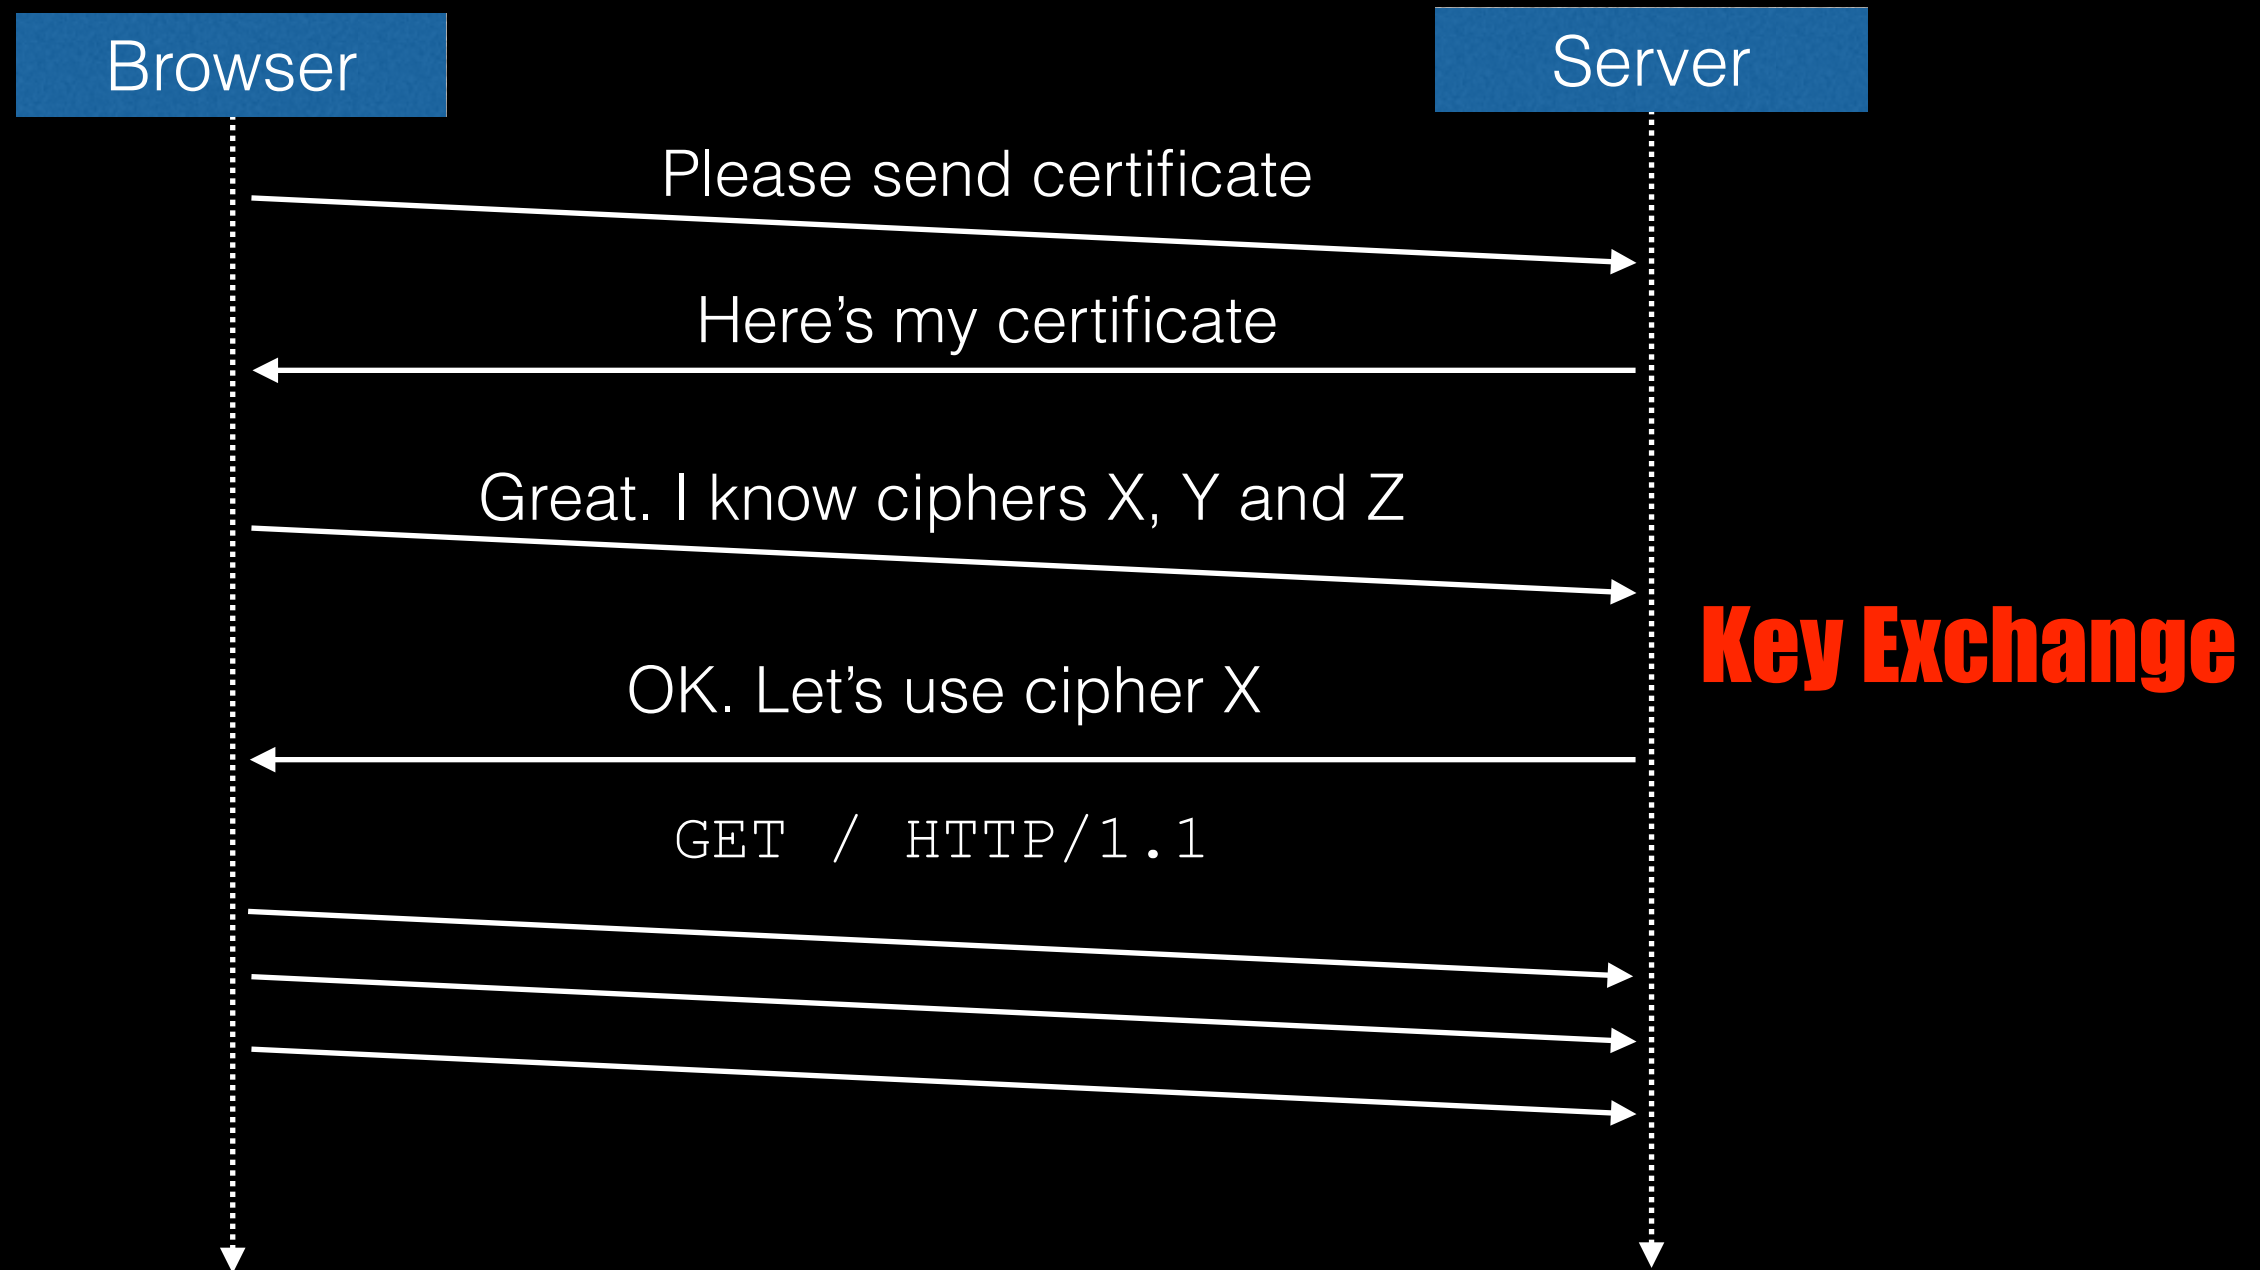 Browser
Server
Please send certificate
Here’s my certificate
Great. I know ciphers X, Y and Z
Key Exchange
OK. Let’s use cipher X
GET / HTTP/1.1